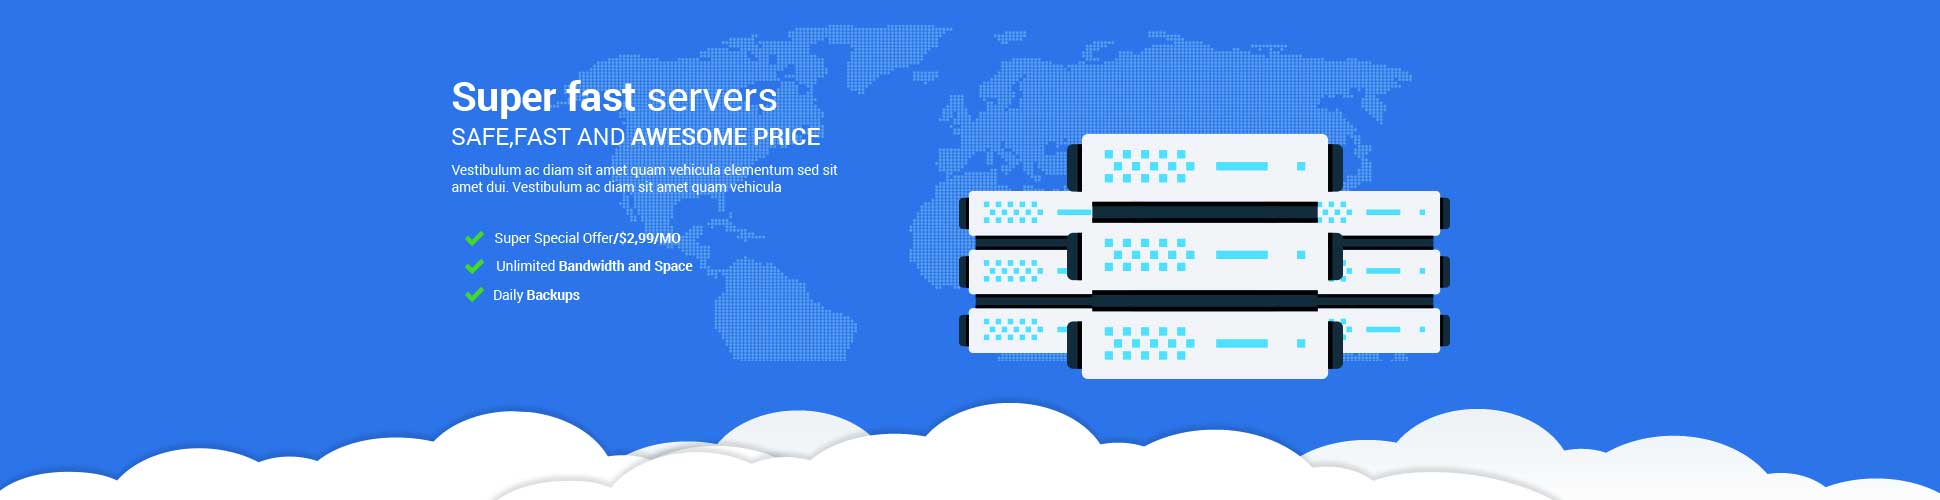 Super fast servers
SAFE,FAST AND AWESOME PRICE
Vestibulum ac diam sit amet quam vehicula elementum sed sit
amet dui. Vestibulum ac diam sit amet quam vehicula
Super Special Offer/$2,99/MO
Unlimited Bandwidth and Space
Daily Backups